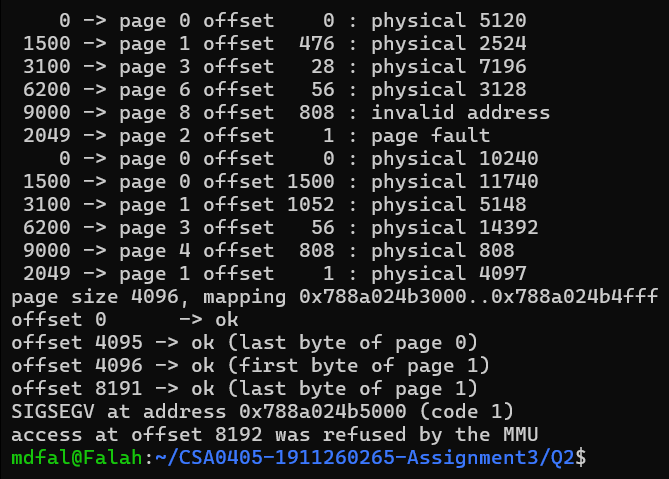 0 -> page 0 offset    0 : physical 5120
 1500 -> page 1 offset  476 : physical 2524
 3100 -> page 3 offset   28 : physical 7196
 6200 -> page 6 offset   56 : physical 3128
 9000 -> page 8 offset  808 : invalid address
 2049 -> page 2 offset    1 : page fault
    0 -> page 0 offset    0 : physical 10240
 1500 -> page 0 offset 1500 : physical 11740
 3100 -> page 1 offset 1052 : physical 5148
 6200 -> page 3 offset   56 : physical 14392
 9000 -> page 4 offset  808 : physical 808
 2049 -> page 1 offset    1 : physical 4097
page size 4096, mapping 0x788a024b3000..0x788a024b4fff
offset 0      -> ok
offset 4095 -> ok (last byte of page 0)
offset 4096 -> ok (first byte of page 1)
offset 8191 -> ok (last byte of page 1)
SIGSEGV at address 0x788a024b5000 (code 1)
access at offset 8192 was refused by the MMU
mdfal@Falah:~/CSA0405-1911260265-Assignment3/Q2$